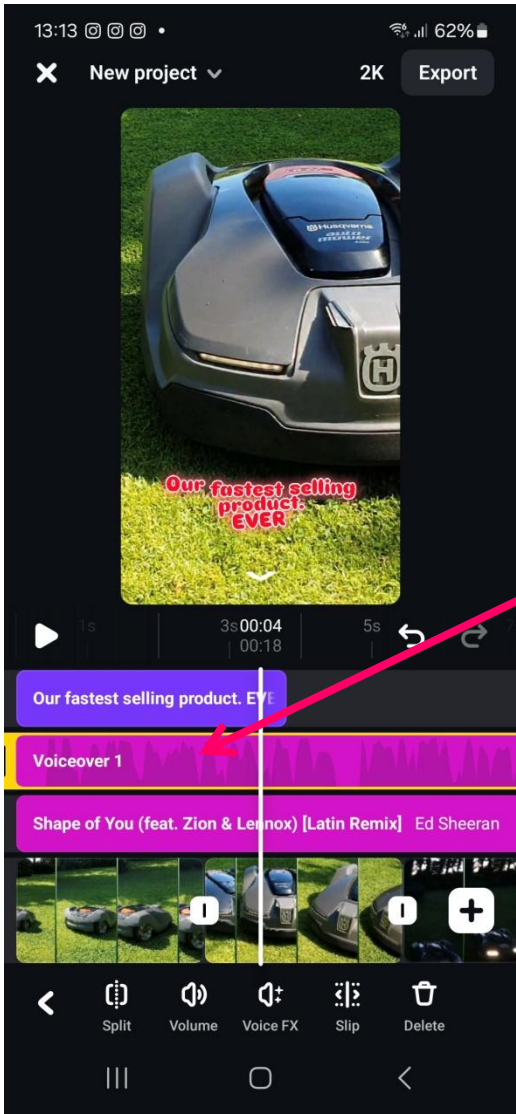 13:13
62%
New project
2K
Export
Husqvarna
auto
mower
H
Our fastest selling
product.
EVER
1s
3s
00:04
5s
00:18
Our fastest selling product. EVE
Voiceover 1
Shape of You (feat. Zion & Lennox) [Latin Remix] Ed Sheeran
Split
Volume
Voice FX
Slip
Delete